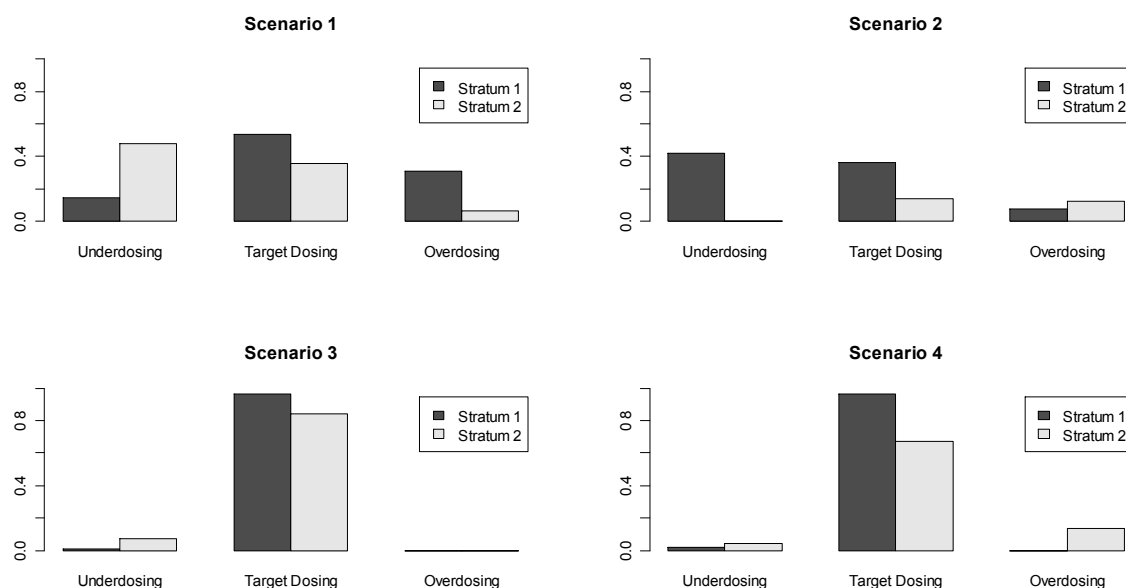 Scenario 1
0.8
0.4
0.0
Stratum 1
Stratum 2
Underdosing
Target Dosing
Overdosing
Scenario 2
0.8
0.4
0.0
Stratum 1
Stratum 2
Underdosing
Target Dosing
Overdosing
Scenario 3
0.8
0.4
0.0
Stratum 1
Stratum 2
Underdosing
Target Dosing
Overdosing
Scenario 4
0.8
0.4
0.0
Stratum 1
Stratum 2
Underdosing
Target Dosing
Overdosing